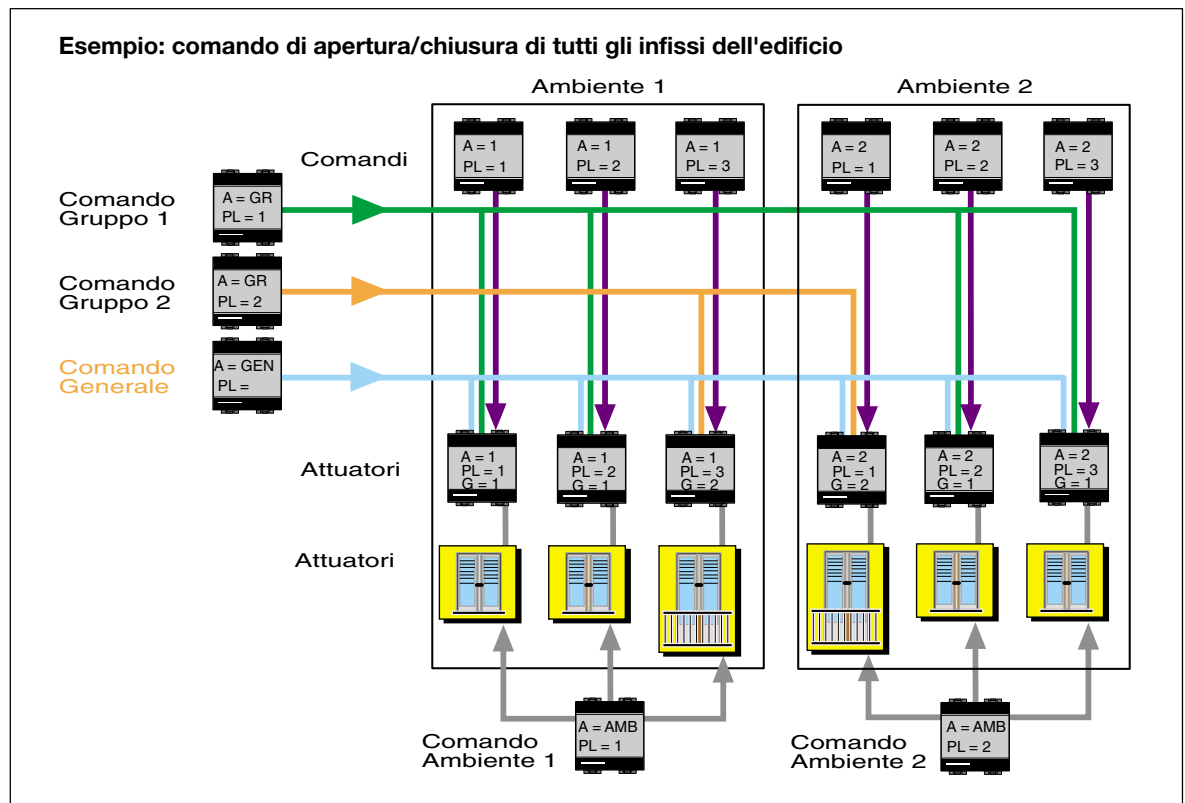 Esempio: comando di apertura/chiusura di tutti gli infissi dell'edificio
Ambiente 1
Ambiente 2
Comandi
A = 1
PL = 1
A = 1
PL = 2
A = 1
PL = 3
A = 2
PL = 1
A = 2
PL = 2
A = 2
PL = 3
Comando
Gruppo 1
A = GR
PL = 1
Comando
Gruppo 2
A = GR
PL = 2
Comando
Generale
A = GEN
PL =
Attuatori
A = 1
PL = 1
G = 1
A = 1
PL = 2
G = 1
A = 1
PL = 3
G = 2
A = 2
PL = 1
G = 2
A = 2
PL = 2
G = 1
A = 2
PL = 3
G = 1
Attuatori
Comando
Ambiente 1
A = AMB
PL = 1
Comando
Ambiente 2
A = AMB
PL = 2